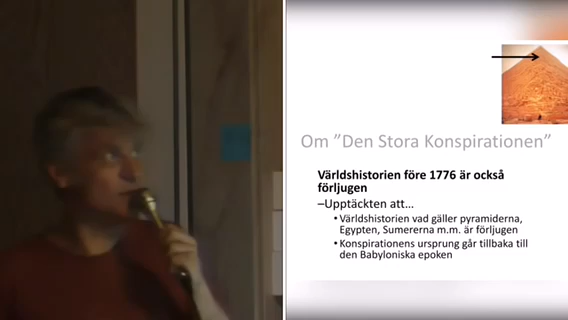 Om ”Den Stora Konspirationen”
Världshistorien före 1776 är också
förljugen
–Upptäckten att…
• Världshistorien vad gäller pyramiderna,
Egypten, Sumererna m.m. är förljugen
• Konspirationens ursprung går tillbaka till
den Babyloniska epoken